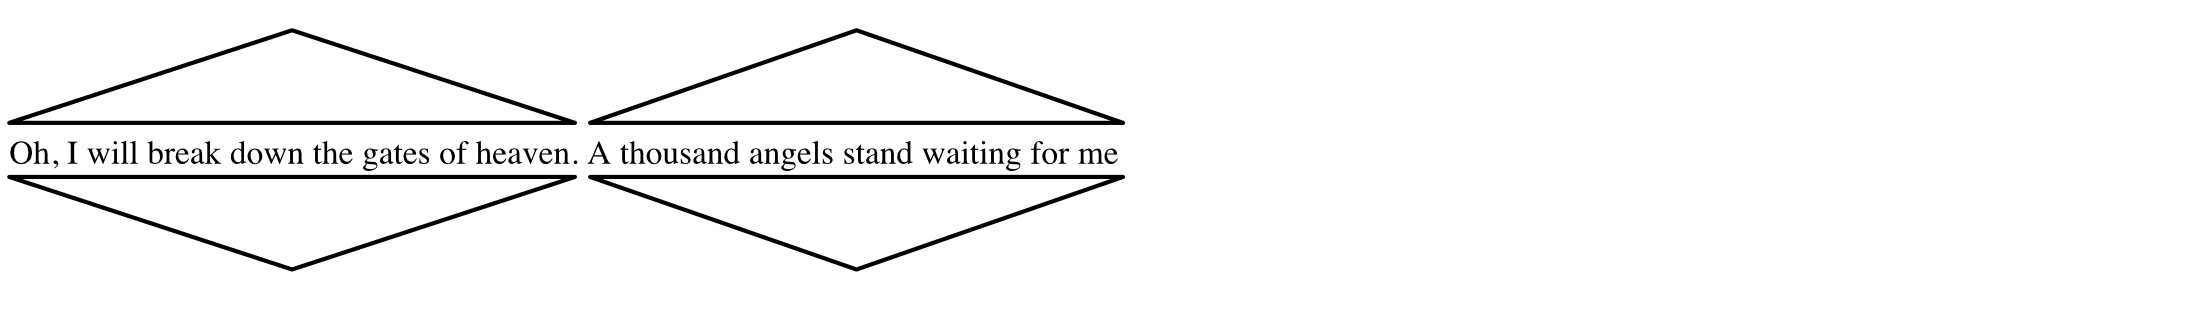 Oh, I will break down the gates of heaven. A thousand angels stand waiting for me